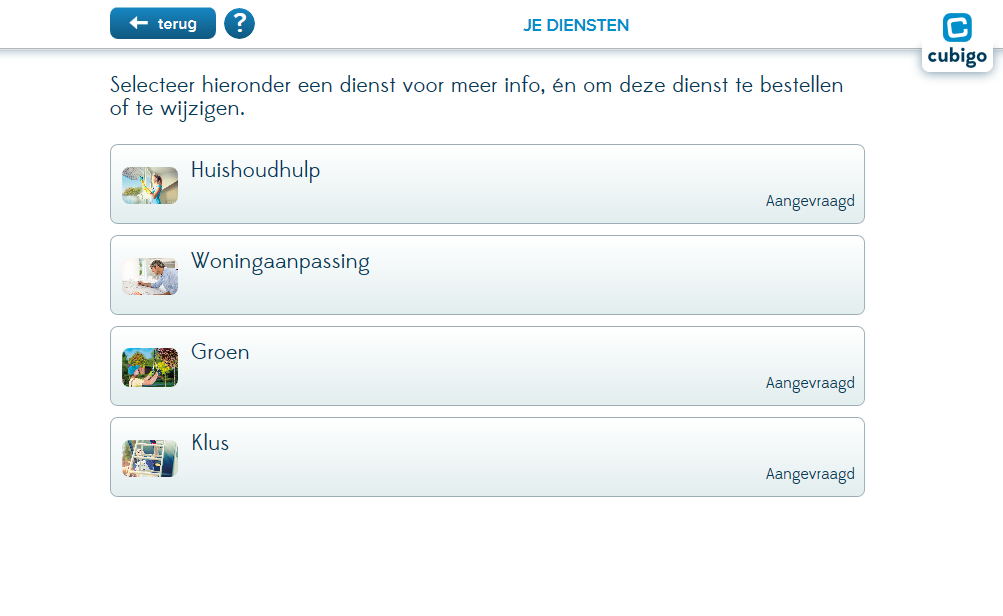 terug
?
JE DIENSTEN
cubigo
Selecteer hieronder een dienst voor meer info, én om deze dienst te bestellen
of te wijzigen.
Huishoudhulp
Aangevraagd
Woningaanpassing
Groen
Aangevraagd
Klus
Aangevraagd